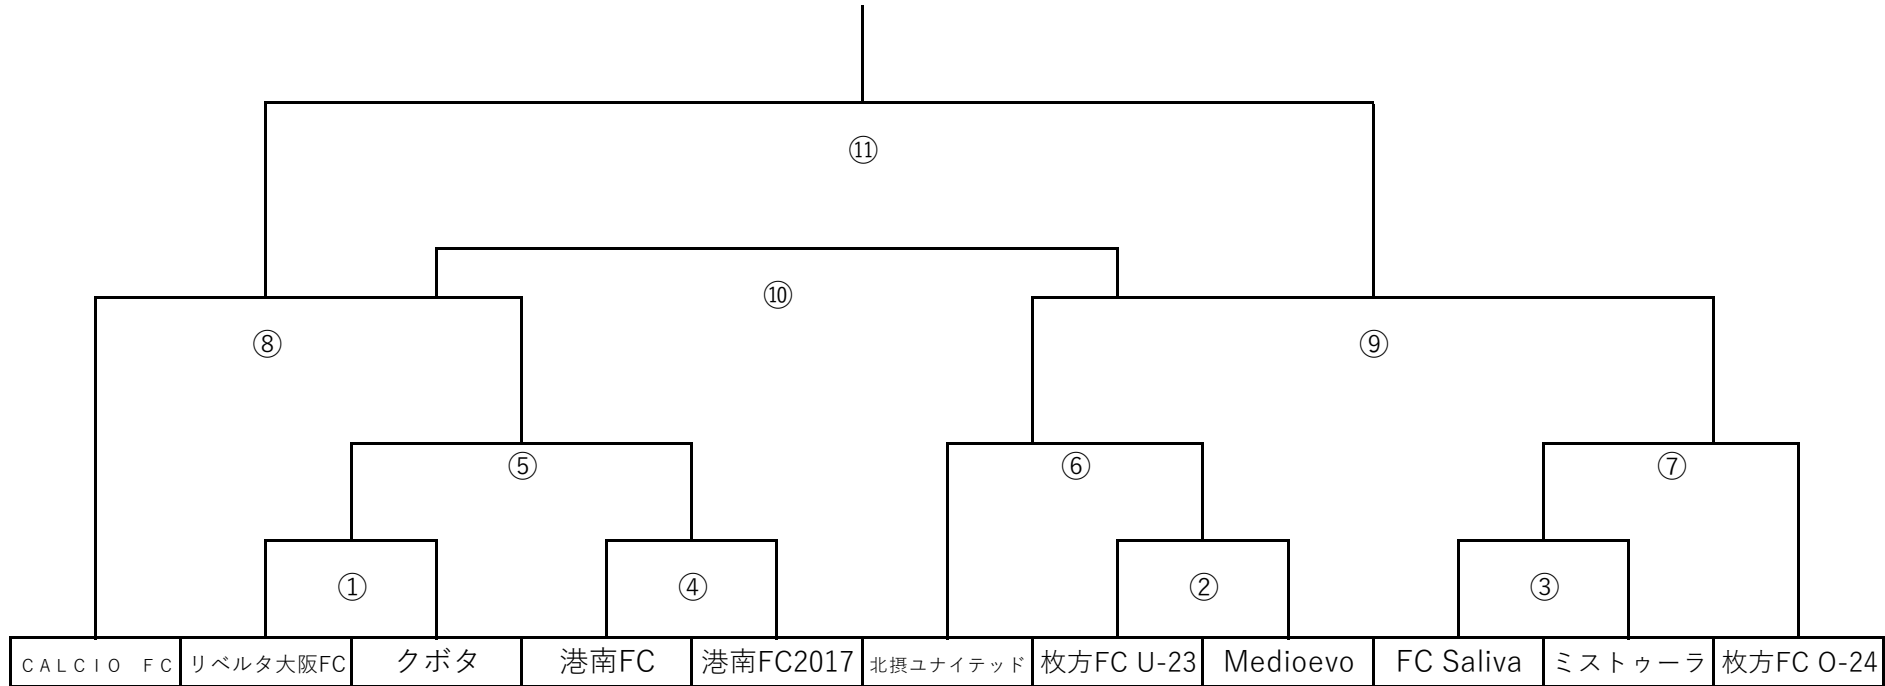 ⑪
⑩
⑧
⑨
⑤
⑥
⑦
①
④
②
③
ＣＡＬＣＩＯ　ＦＣ
リベルタ大阪FC
クボタ
港南FC
港南FC2017
北摂ユナイテッド
枚方FC U-23
Medioevo
FC Saliva
ミストゥーラ
枚方FC O-24